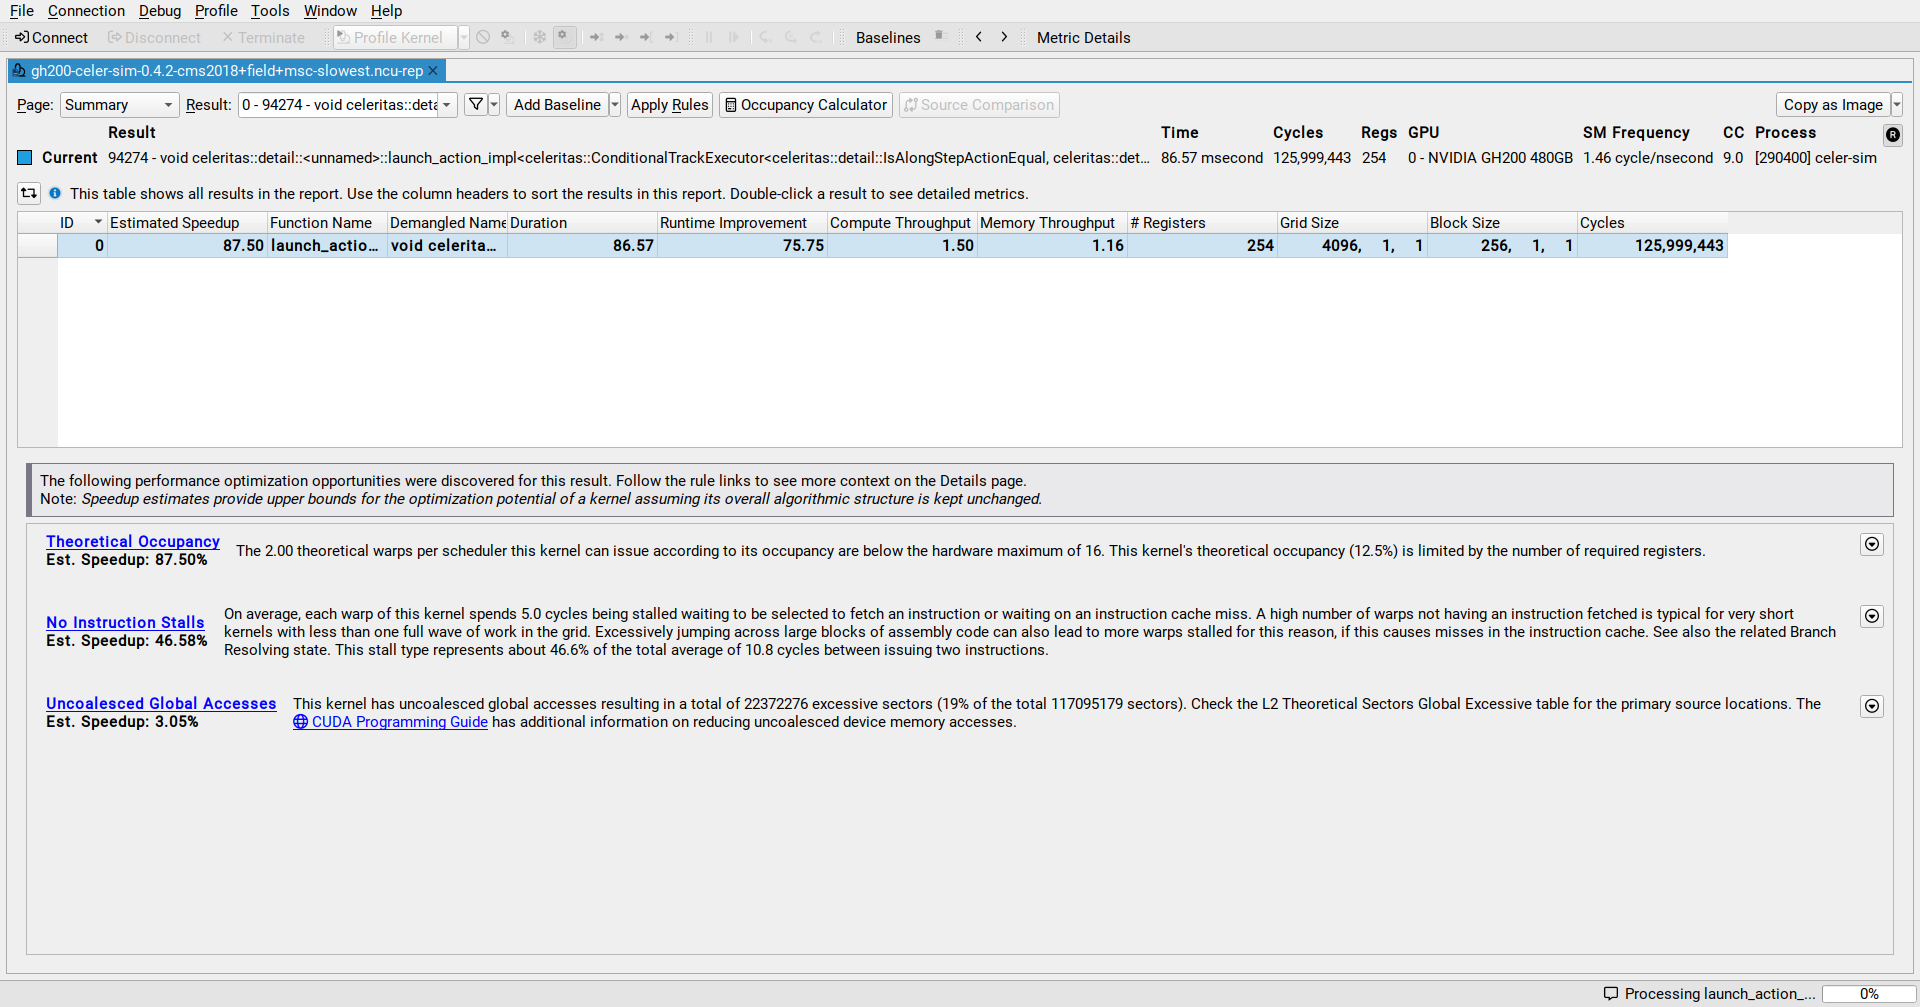 File Connection Debug Profile Tools Window Help
Connect Disconnect Terminate Profile Kernel Baselines Metric Details
gh200-celer-sim-0.4.2-cms2018+field+msc-slowest.ncu-rep
Page: Summary Result: 0 - 94274 - void celeritas::deta Add Baseline Apply Rules Occupancy Calculator Source Comparison Copy as Image
Result Time Cycles Regs GPU SM Frequency CC Process
Current 94274 - void celeritas::detail::<unnamed>::launch_action_impl<celeritas::ConditionalTrackExecutor<celeritas::detail::IsAlongStepActionEqual, celeritas::det... 86.57 msecond 125,999,443 254 0 - NVIDIA GH200 480GB 1.46 cycle/nsecond 9.0 [290400] celer-sim
This table shows all results in the report. Use the column headers to sort the results in this report. Double-click a result to see detailed metrics.
ID Estimated Speedup Function Name Demangled Name Duration Runtime Improvement Compute Throughput Memory Throughput # Registers Grid Size Block Size Cycles
0 87.50 launch_actio... void celerita... 86.57 75.75 1.50 1.16 254 4096, 1, 1 256, 1, 1 125,999,443
The following performance optimization opportunities were discovered for this result. Follow the rule links to see more context on the Details page.
Note: Speedup estimates provide upper bounds for the optimization potential of a kernel assuming its overall algorithmic structure is kept unchanged.
Theoretical Occupancy
Est. Speedup: 87.50%
The 2.00 theoretical warps per scheduler this kernel can issue according to its occupancy are below the hardware maximum of 16. This kernel's theoretical occupancy (12.5%) is limited by the number of required registers.
No Instruction Stalls
Est. Speedup: 46.58%
On average, each warp of this kernel spends 5.0 cycles being stalled waiting to be selected to fetch an instruction or waiting on an instruction cache miss. A high number of warps not having an instruction fetched is typical for very short
kernels with less than one full wave of work in the grid. Excessively jumping across large blocks of assembly code can also lead to more warps stalled for this reason, if this causes misses in the instruction cache. See also the related Branch
Resolving state. This stall type represents about 46.6% of the total average of 10.8 cycles between issuing two instructions.
Uncoalesced Global Accesses
Est. Speedup: 3.05%
This kernel has uncoalesced global accesses resulting in a total of 22372276 excessive sectors (19% of the total 117095179 sectors). Check the L2 Theoretical Sectors Global Excessive table for the primary source locations. The
CUDA Programming Guide has additional information on reducing uncoalesced device memory accesses.
Processing launch_action_... 0%